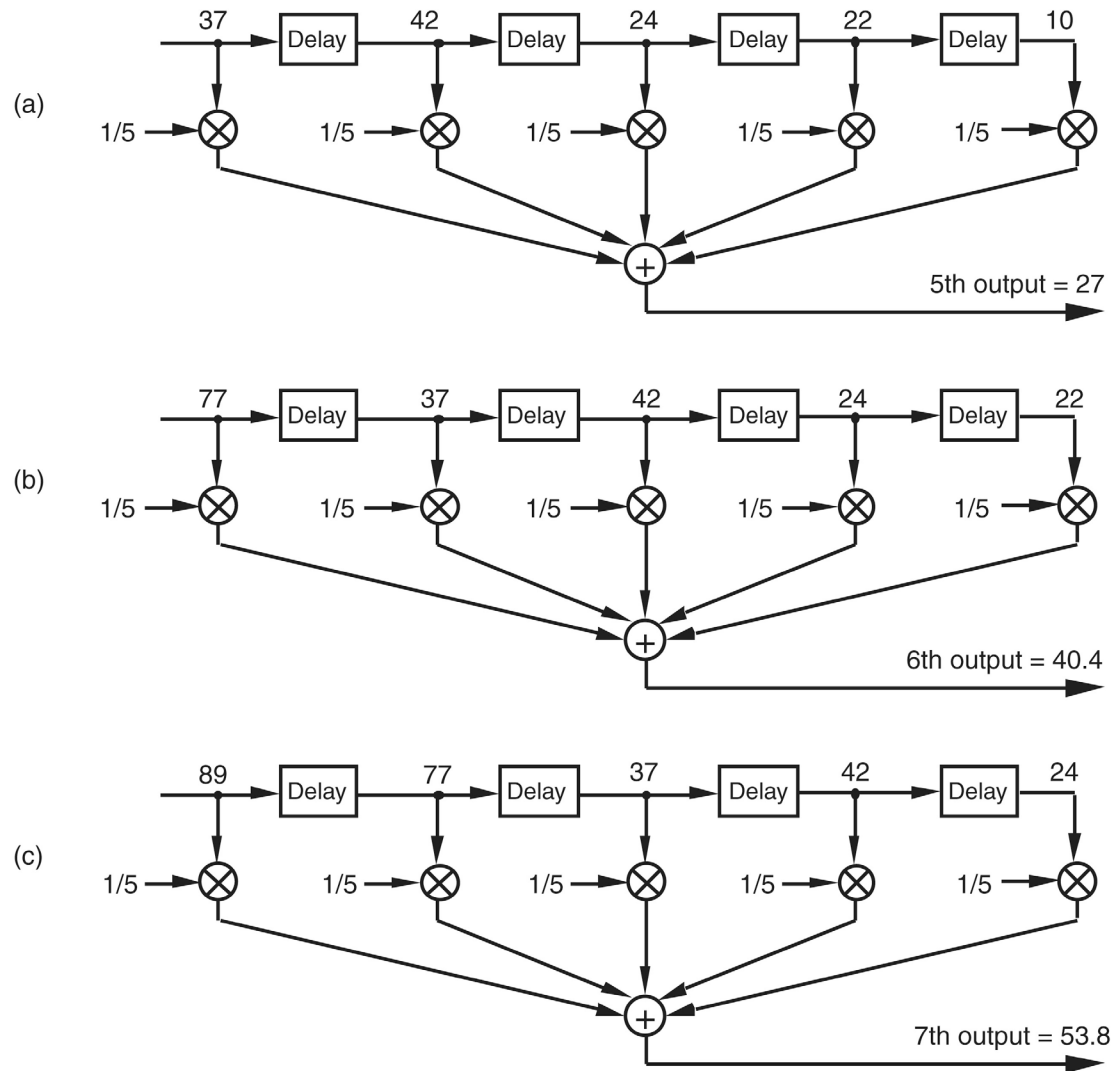 37 42 24 22 10
Delay Delay Delay Delay
(a)
1/5 1/5 1/5 1/5 1/5
+
5th output = 27
77 37 42 24 22
Delay Delay Delay Delay
(b)
1/5 1/5 1/5 1/5 1/5
+
6th output = 40.4
89 77 37 42 24
Delay Delay Delay Delay
(c)
1/5 1/5 1/5 1/5 1/5
+
7th output = 53.8